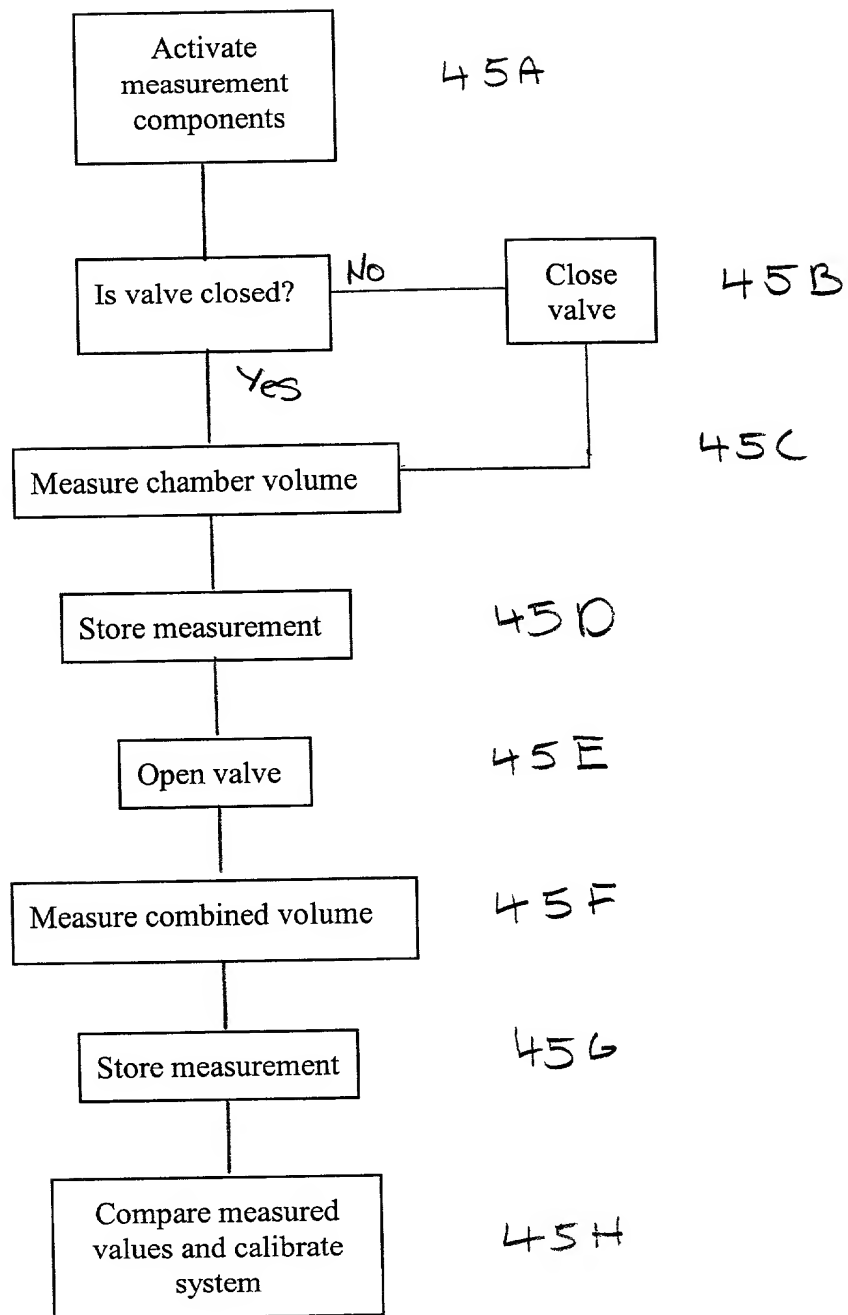 Activate
measurement
components
45A
Is valve closed?
No
Close
valve
45B
Yes
Measure chamber volume
45C
Store measurement
45D
Open valve
45E
Measure combined volume
45F
Store measurement
45G
Compare measured
values and calibrate
system
45H